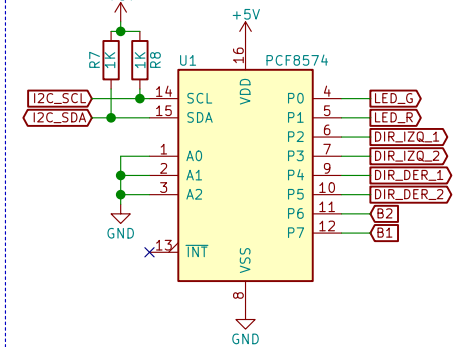 +5V
R7
1K
1K
R8
U1
PCF8574
16
VDD
I2C_SCL
14
SCL
P0
4
LED_G
I2C_SDA
15
SDA
P1
5
LED_R
P2
6
DIR_IZQ_1
1
A0
P3
7
DIR_IZQ_2
2
A1
P4
9
DIR_DER_1
3
A2
P5
10
DIR_DER_2
P6
11
B2
GND
P7
12
B1
13
INT
VSS
8
GND